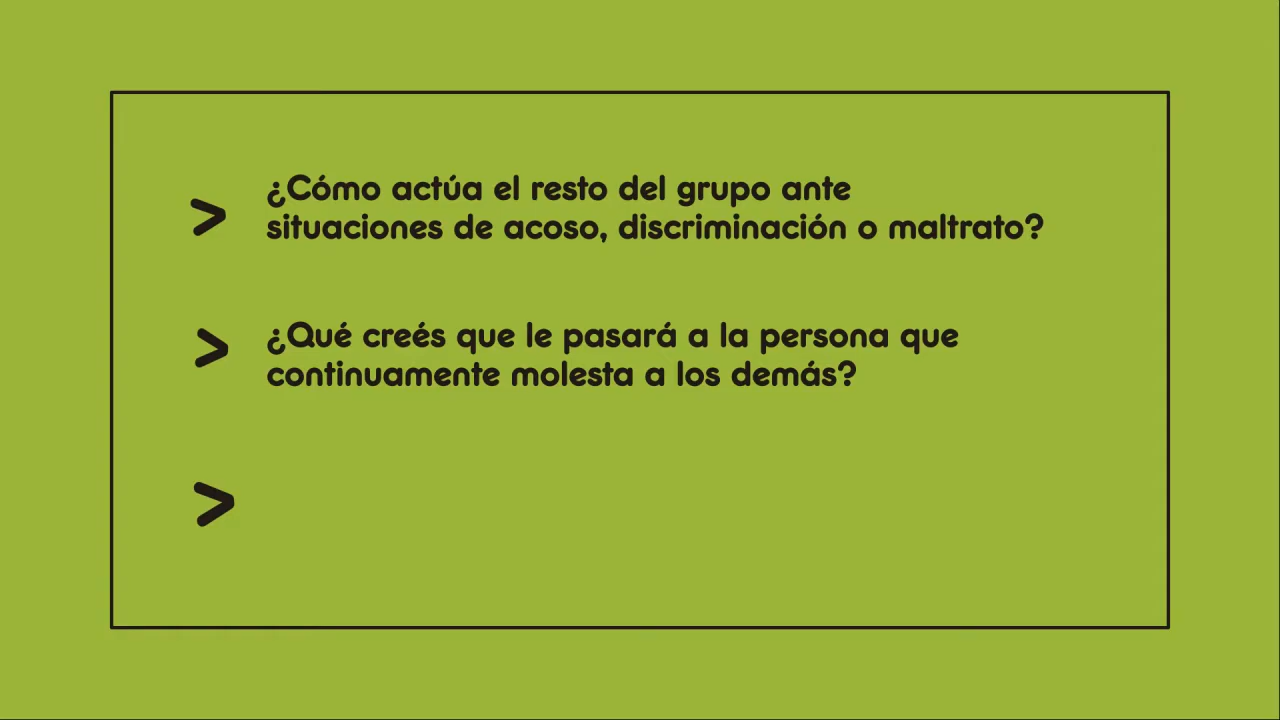 > ¿Cómo actúa el resto del grupo ante
situaciones de acoso, discriminación o maltrato?
> ¿Qué creés que le pasará a la persona que
continuamente molesta a los demás?
>